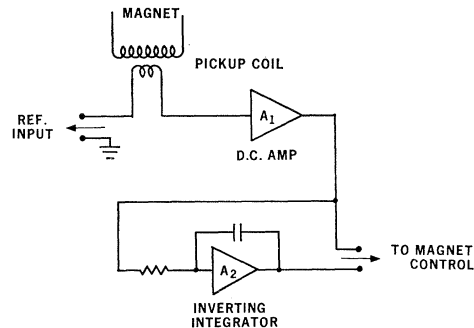 MAGNET
PICKUP COIL
REF.
INPUT
A1
D.C. AMP
A2
INVERTING
INTEGRATOR
TO MAGNET
CONTROL